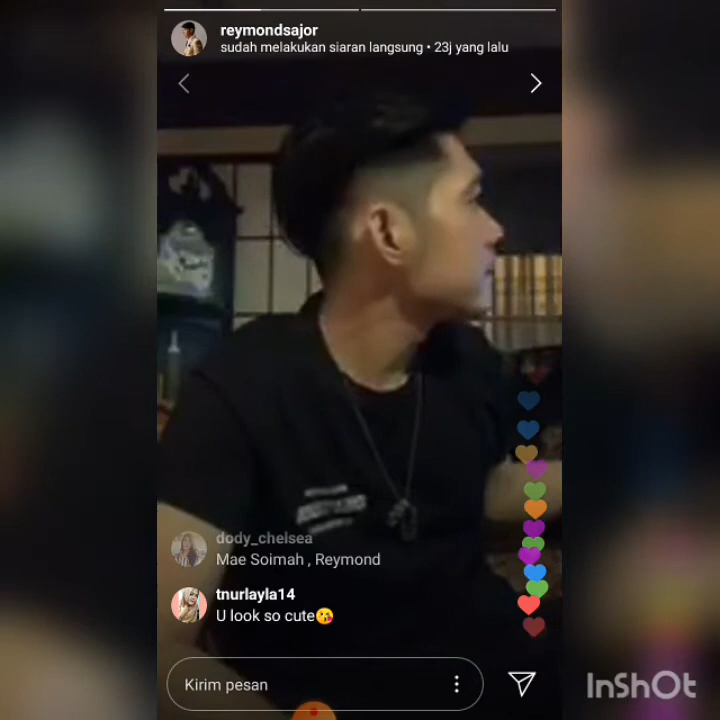 reymondsajor
sudah melakukan siaran langsung • 23j yang lalu
dody_chelsea
Mae Soimah , Reymond
tnurlayla14
U look so cute😘
Kirim pesan
InShOt